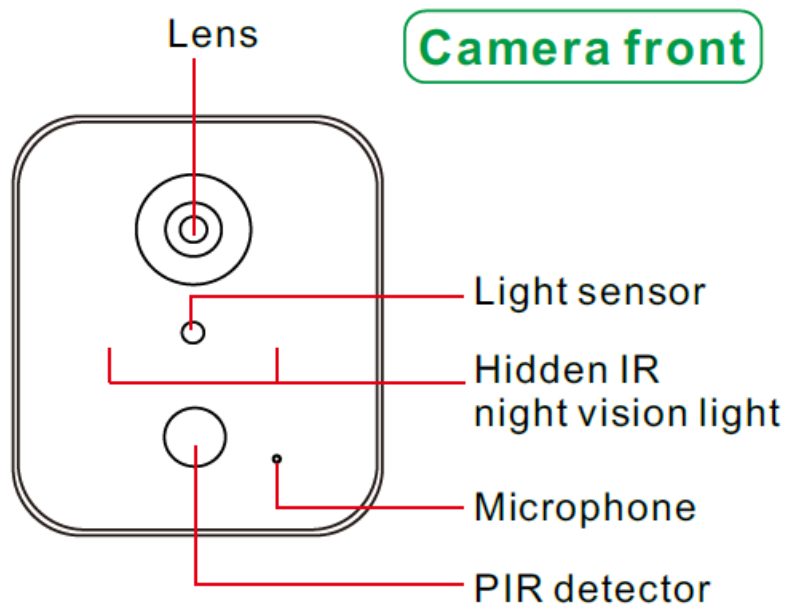 Lens
Camera front
Light sensor
Hidden IR
night vision light
Microphone
PIR detector